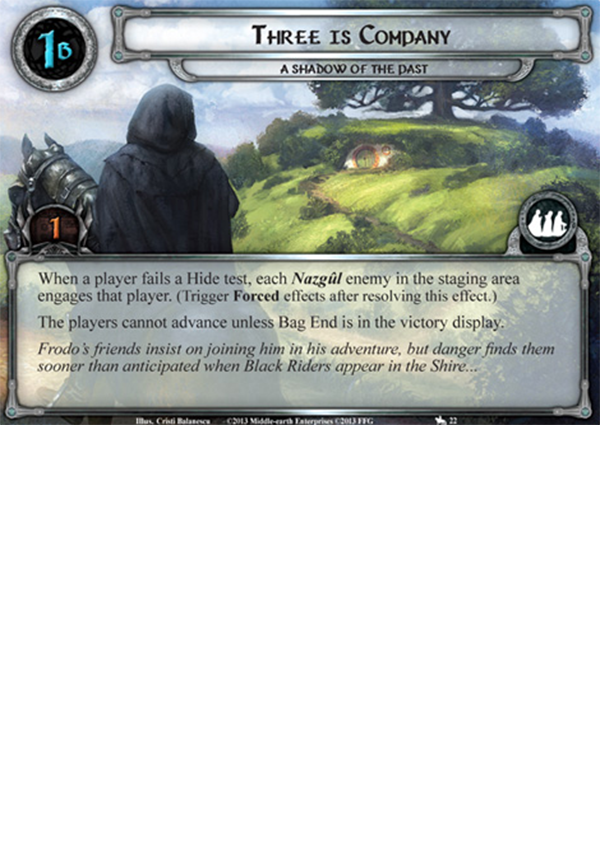 1B
THREE IS COMPANY
A SHADOW OF THE PAST
1
When a player fails a Hide test, each Nazgûl enemy in the staging area
engages that player. (Trigger Forced effects after resolving this effect.)
The players cannot advance unless Bag End is in the victory display.
Frodo's friends insist on joining him in his adventure, but danger finds them
sooner than anticipated when Black Riders appear in the Shire...
Illus. Cristi Balanescu ©2013 Middle-earth Enterprises ©2013 FFG 22